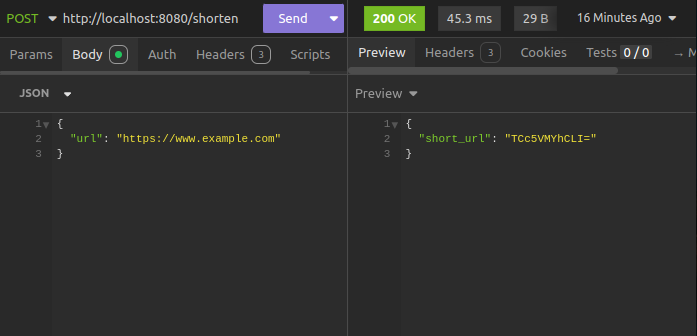 POST http://localhost:8080/shorten Send
Params Body Auth Headers 3 Scripts
JSON
1 {
2 "url": "https://www.example.com"
3 }
200 OK 45.3 ms 29 B 16 Minutes Ago
Preview Headers 3 Cookies Tests 0 / 0 → M
Preview
1 {
2 "short_url": "TCc5VMYhCLI="
3 }